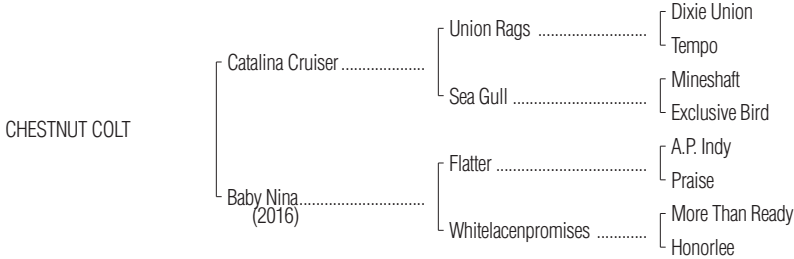 Dixie Union
Union Rags ........................
Tempo
Catalina Cruiser ....................
Mineshaft
Sea Gull .............................
Exclusive Bird
CHESTNUT COLT
A.P. Indy
Flatter .................................
Praise
Baby Nina..............................
(2016)
More Than Ready
Whitelacenpromises ............
Honorlee